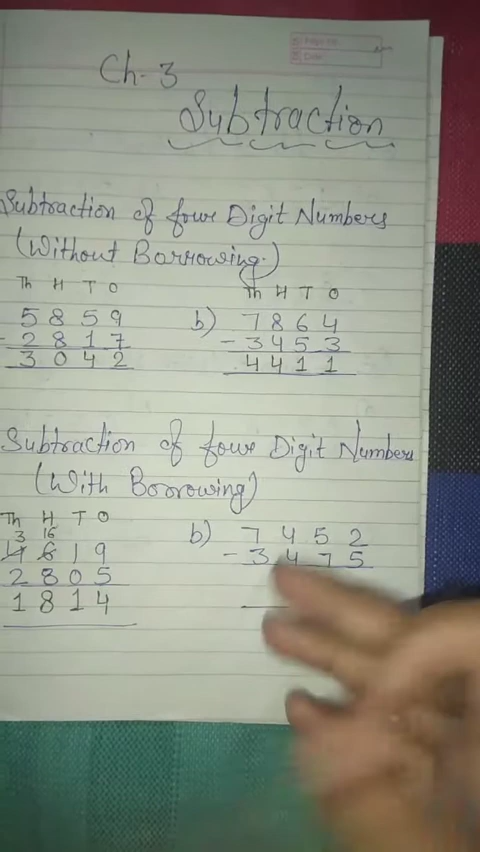 Ch-3
Subtraction
Subtraction of four Digit Numbers
(Without Borrowing)
Th H T O
5 8 5 9
- 2 8 1 7
3 0 4 2
b) Th H T O
7 8 6 4
- 3 4 5 3
4 4 1 1
Subtraction of four Digit Numbers
(With Borrowing)
Th H T O
3 16
4 6 1 9
2 8 0 5
1 8 1 4
b) 7 4 5 2
- 3 4 7 5